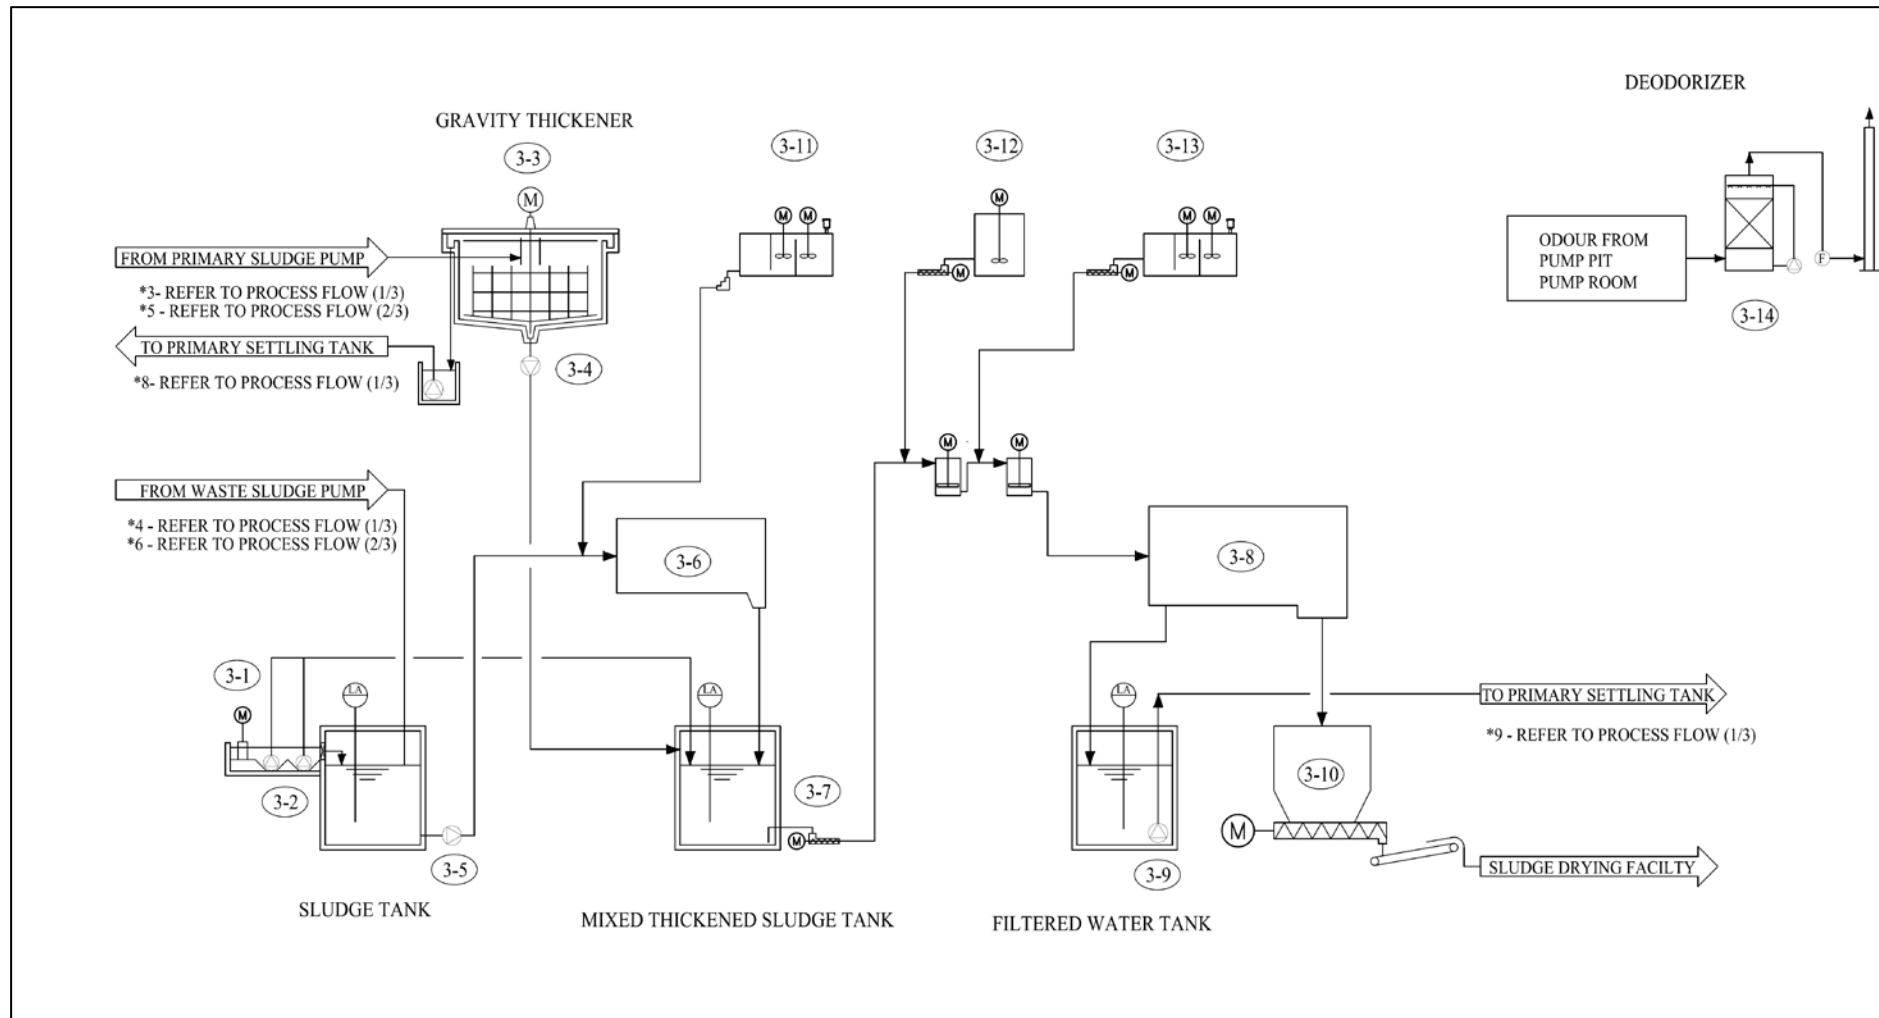 DEODORIZER
GRAVITY THICKENER
3-3
3-11
3-12
3-13
M
M
M
M
M
M
FROM PRIMARY SLUDGE PUMP
*3- REFER TO PROCESS FLOW (1/3)
*5 - REFER TO PROCESS FLOW (2/3)
M
M
ODOUR FROM
PUMP PIT
PUMP ROOM
F
3-14
TO PRIMARY SETTLING TANK
*8- REFER TO PROCESS FLOW (1/3)
3-4
M
M
FROM WASTE SLUDGE PUMP
*4 - REFER TO PROCESS FLOW (1/3)
*6 - REFER TO PROCESS FLOW (2/3)
3-6
3-8
3-1
M
LA
LA
LA
TO PRIMARY SETTLING TANK
*9 - REFER TO PROCESS FLOW (1/3)
3-2
3-7
3-10
3-5
M
3-9
M
SLUDGE DRYING FACILTY
SLUDGE TANK
MIXED THICKENED SLUDGE TANK
FILTERED WATER TANK